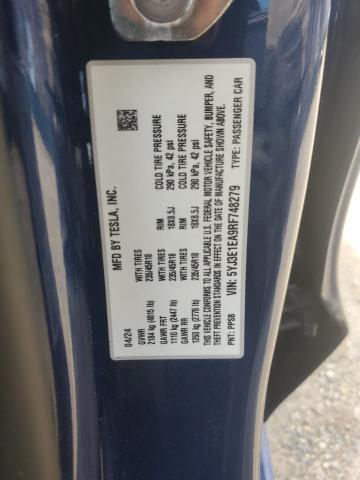 MFD BY TESLA, INC.
04/24
GVWR
2184 kg (4815 lb)
WITH TIRES
235/45R18
RIM
18X8.5J
COLD TIRE PRESSURE
290 kPa, 42 psi
GAWR FRT
1110 kg (2447 lb)
WITH TIRES
235/45R18
RIM
18X8.5J
COLD TIRE PRESSURE
290 kPa, 42 psi
GAWR RR
1260 kg (2778 lb)
THIS VEHICLE CONFORMS TO ALL APPLICABLE U.S. FEDERAL MOTOR VEHICLE SAFETY, BUMPER, AND
THEFT PREVENTION STANDARDS IN EFFECT ON THE DATE OF MANUFACTURE SHOWN ABOVE.
PNT: PPSB VIN: 5YJ3E1EA9RF748279 TYPE: PASSENGER CAR